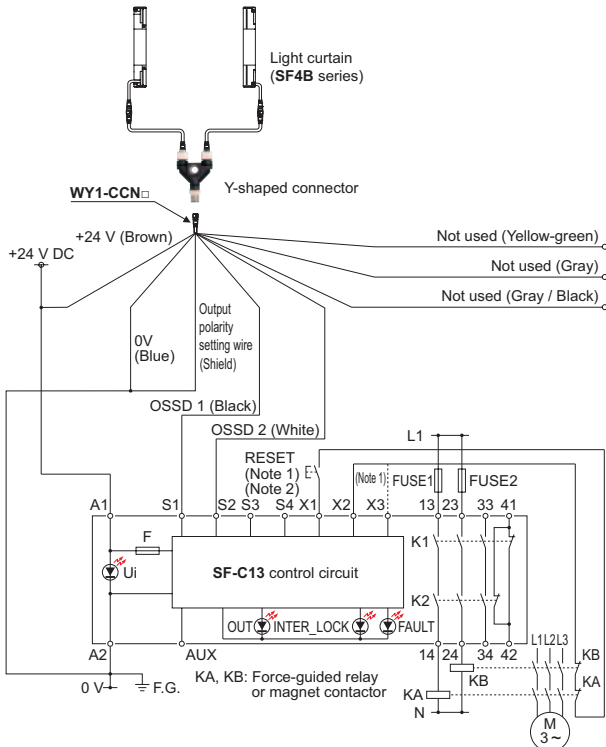 Light curtain
(SF4B series)
Y-shaped connector
WY1-CCN□
+24 V (Brown)
+24 V DC
Not used (Yellow-green)
Not used (Gray)
Not used (Gray / Black)
0V
(Blue)
Output
polarity
setting wire
(Shield)
OSSD 1 (Black)
OSSD 2 (White)
L1
RESET
(Note 1)
(Note 2)
(Note 1)
FUSE1
FUSE2
A1 S1 S2 S3 S4 X1 X2 X3 13 23 33 41
F
K1
Ui
SF-C13 control circuit
K2
OUT INTER_LOCK FAULT
A2 AUX 14 24 34 42
L1 L2 L3
KB
KA
KB
KA, KB: Force-guided relay
or magnet contactor
KA
0 V
F.G.
N
M
3~